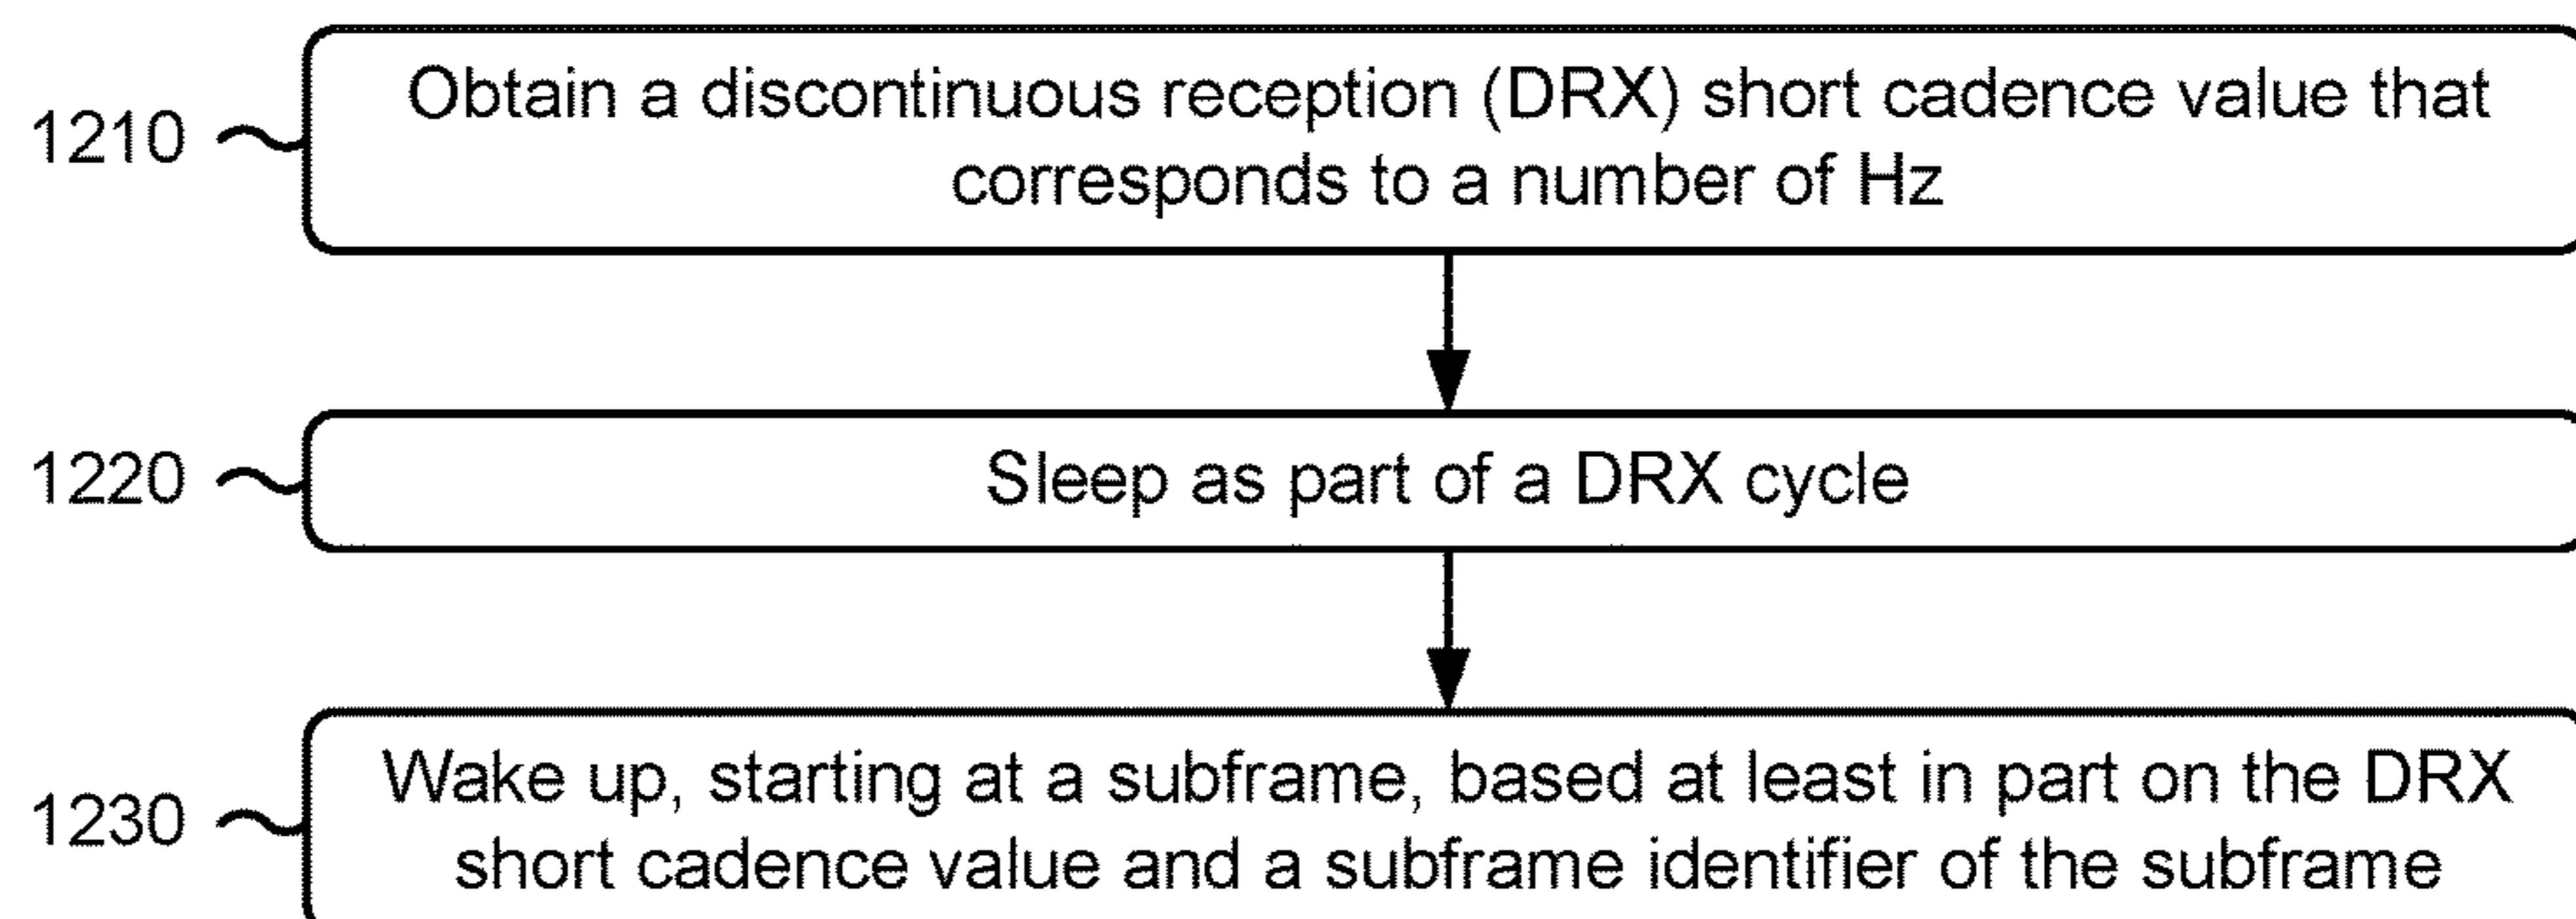 Obtain a discontinuous reception (DRX) short cadence value that
1210
corresponds to a number of Hz
1220
Sleep as part of a DRX cycle
Wake up, starting at a subframe, based at least in part on the DRX
1230
short cadence value and a subframe identifier of the subframe